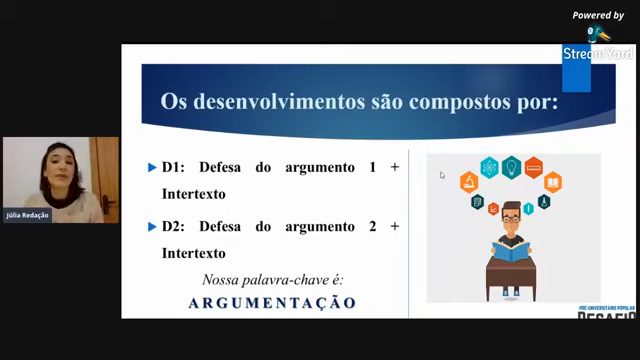 Powered by
StreamYard
Os desenvolvimentos são compostos por:
D1: Defesa do argumento 1 +
Intertexto
D2: Defesa do argumento 2 +
Intertexto
Nossa palavra-chave é:
ARGUMENTAÇÃO
Júlia Redação
PRÉ-UNIVERSITÁRIO POPULAR
DESAFIO